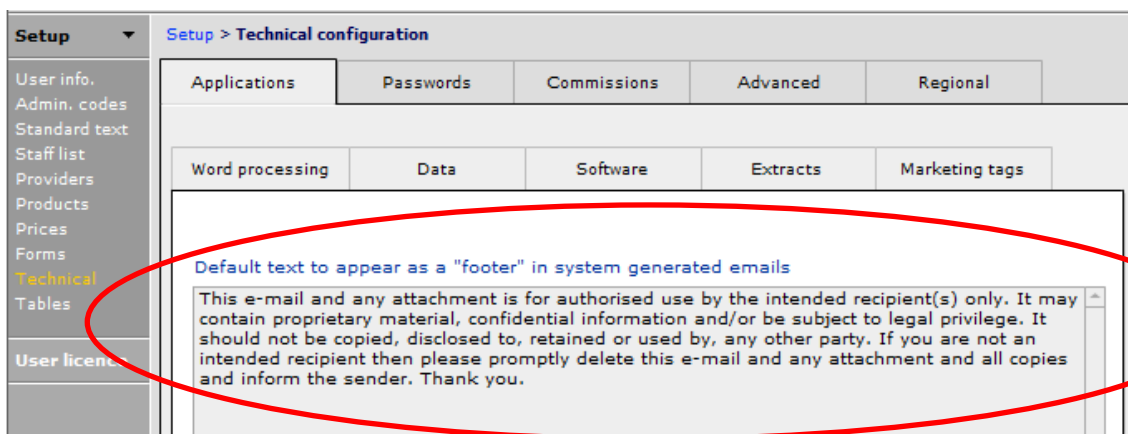 Setup
Setup > Technical configuration
User info.
Admin. codes
Standard text
Staff list
Providers
Products
Prices
Forms
Technical
Tables
User licence
Applications
Passwords
Commissions
Advanced
Regional
Word processing
Data
Software
Extracts
Marketing tags
Default text to appear as a "footer" in system generated emails
This e-mail and any attachment is for authorised use by the intended recipient(s) only. It may
contain proprietary material, confidential information and/or be subject to legal privilege. It
should not be copied, disclosed to, retained or used by, any other party. If you are not an
intended recipient then please promptly delete this e-mail and any attachment and all copies
and inform the sender. Thank you.